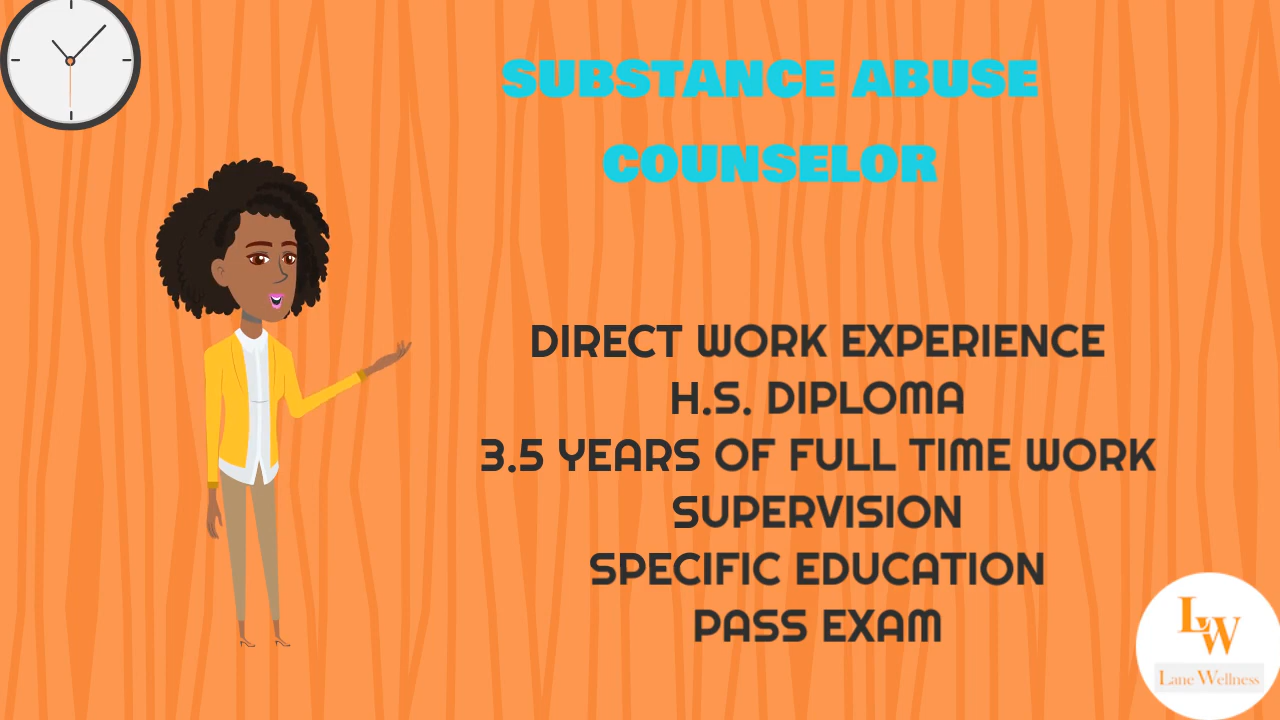 SUBSTANCE ABUSE
COUNSELOR
DIRECT WORK EXPERIENCE
H.S. DIPLOMA
3.5 YEARS OF FULL TIME WORK
SUPERVISION
SPECIFIC EDUCATION
PASS EXAM
LW
Lane Wellness